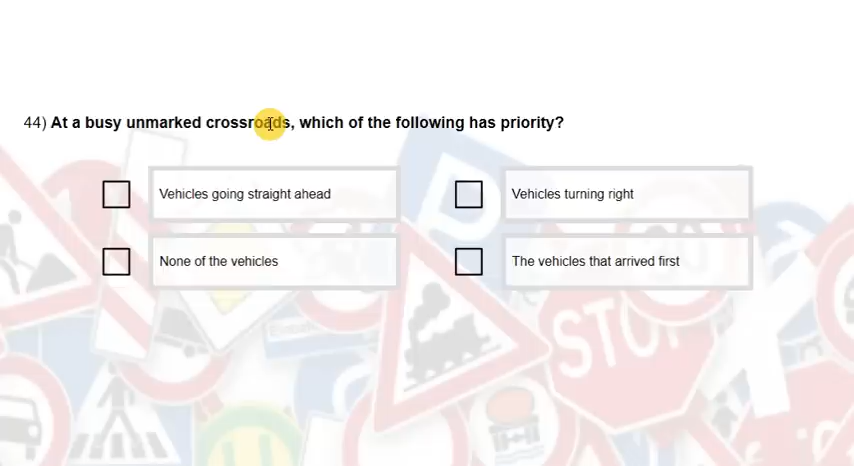 44) At a busy unmarked crossroads, which of the following has priority?
Vehicles going straight ahead
Vehicles turning right
None of the vehicles
The vehicles that arrived first
STOP
P